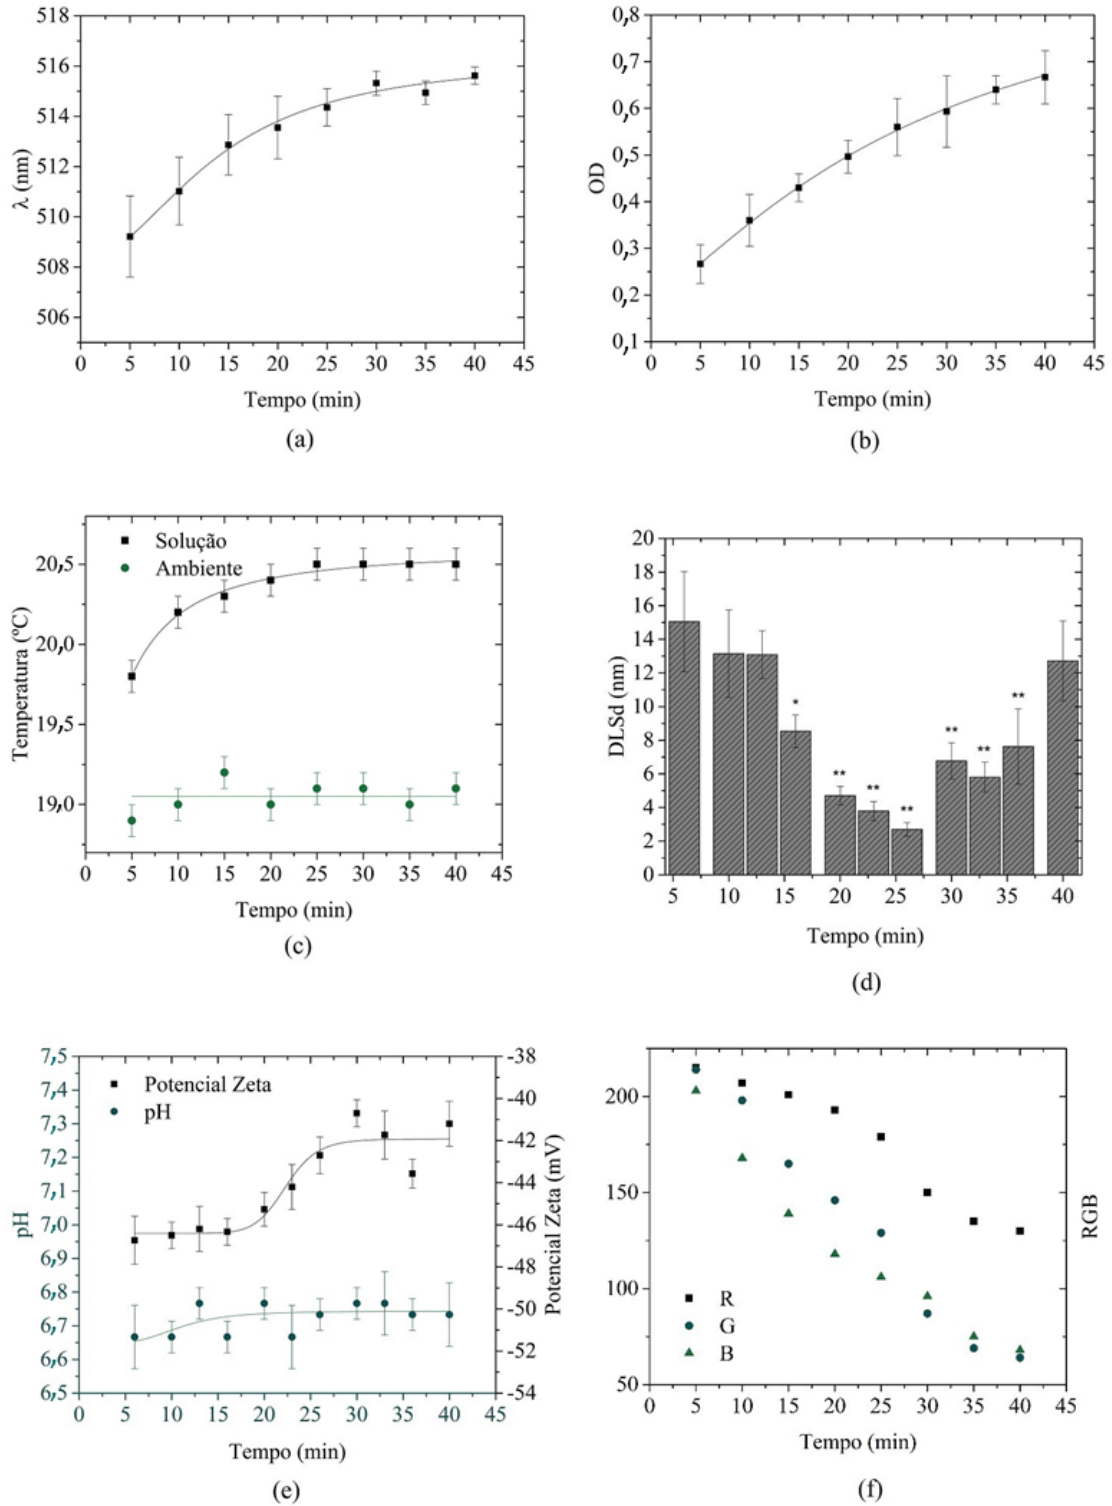 518
516
514
512
510
508
506
λ (nm)
0 5 10 15 20 25 30 35 40 45
Tempo (min)
(a)
0,8
0,7
0,6
0,5
0,4
0,3
0,2
0,1
OD
0 5 10 15 20 25 30 35 40 45
Tempo (min)
(b)
Solução
Ambiente
20,5
20,0
19,5
19,0
Temperatura (ºC)
0 5 10 15 20 25 30 35 40 45
Tempo (min)
(c)
20
18
16
14
12
10
8
6
4
2
0
DLSd (nm)
* ** ** ** ** ** **
5 10 15 20 25 30 35 40
Tempo (min)
(d)
7,5
7,4
7,3
7,2
7,1
7,0
6,9
6,8
6,7
6,6
6,5
pH
Potencial Zeta
pH
-38
-40
-42
-44
-46
-48
-50
-52
-54
Potencial Zeta (mV)
0 5 10 15 20 25 30 35 40 45
Tempo (min)
(e)
200
150
100
50
R
G
B
RGB
0 5 10 15 20 25 30 35 40 45
Tempo (min)
(f)